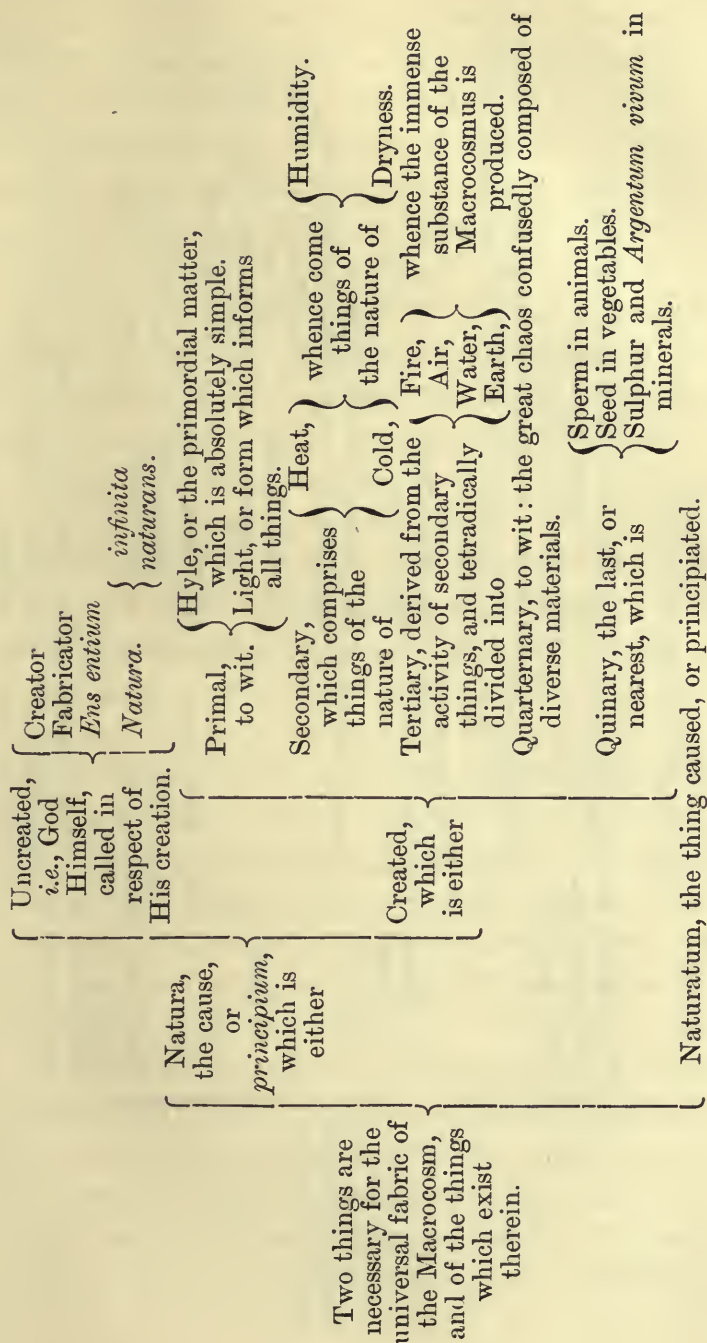 Two things are
necessary for the
universal fabric of
the Macrocosm,
and of the things
which exist
therein.
Natura,
the cause,
or
principium,
which is
either
Uncreated,
i.e., God
Himself,
called in
respect of
His creation.
Creator
Fabricator
Ens entium
Natura.
infinita
naturans.
Created,
which
is either
Primal,
to wit.
Hyle, or the primordial matter,
which is absolutely simple.
Light, or form which informs
all things.
Secondary,
which comprises
things of the
nature of
Heat,
Cold,
whence come
things of
the nature of
Humidity.
Dryness.
Tertiary, derived from the
activity of secondary
things, and tetradically
divided into
Fire,
Air,
Water,
Earth,
whence the immense
substance of the
Macrocosmus is
produced.
Quarternary, to wit: the great chaos confusedly composed of
diverse materials.
Quinary, the last, or
nearest, which is
Sperm in animals.
Seed in vegetables.
Sulphur and Argentum vivum in
minerals.
Naturatum, the thing caused, or principiated.